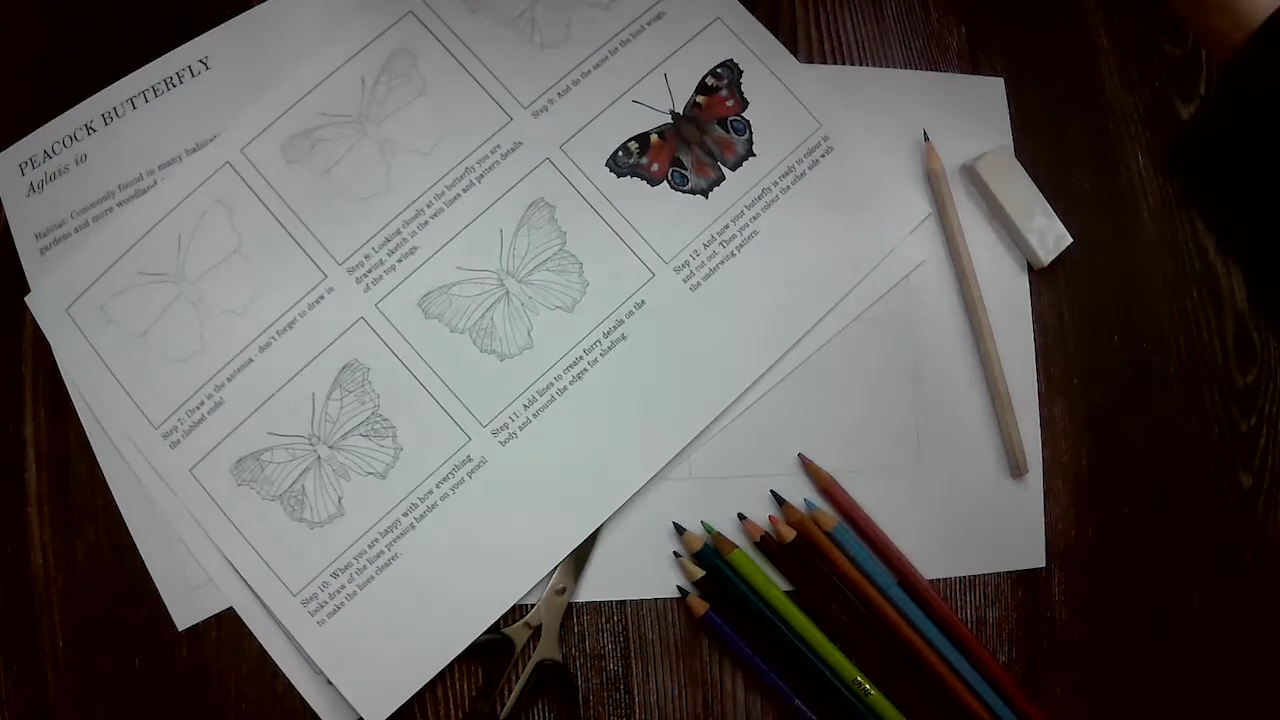 PEACOCK BUTTERFLY
Aglais io
Habitat: Commonly found in many
gardens and more woodland
Step 7: Draw in the antenna - don't forget to draw in
the clubbed ends!
Step 8: Looking closely at the butterfly you are
drawing, sketch in the vein lines and pattern details
of the top wings.
Step 9: And do the same for the hind wings.
Step 10: When you are happy with how everything
looks draw of the lines pressing harder on your pencil
to make the lines clearer.
Step 11: Add lines to create furry details on the
body and around the edges for shading.
Step 12: And now your butterfly is ready to colour in
and cut out. Then you can colour the other side with
the underwing pattern.